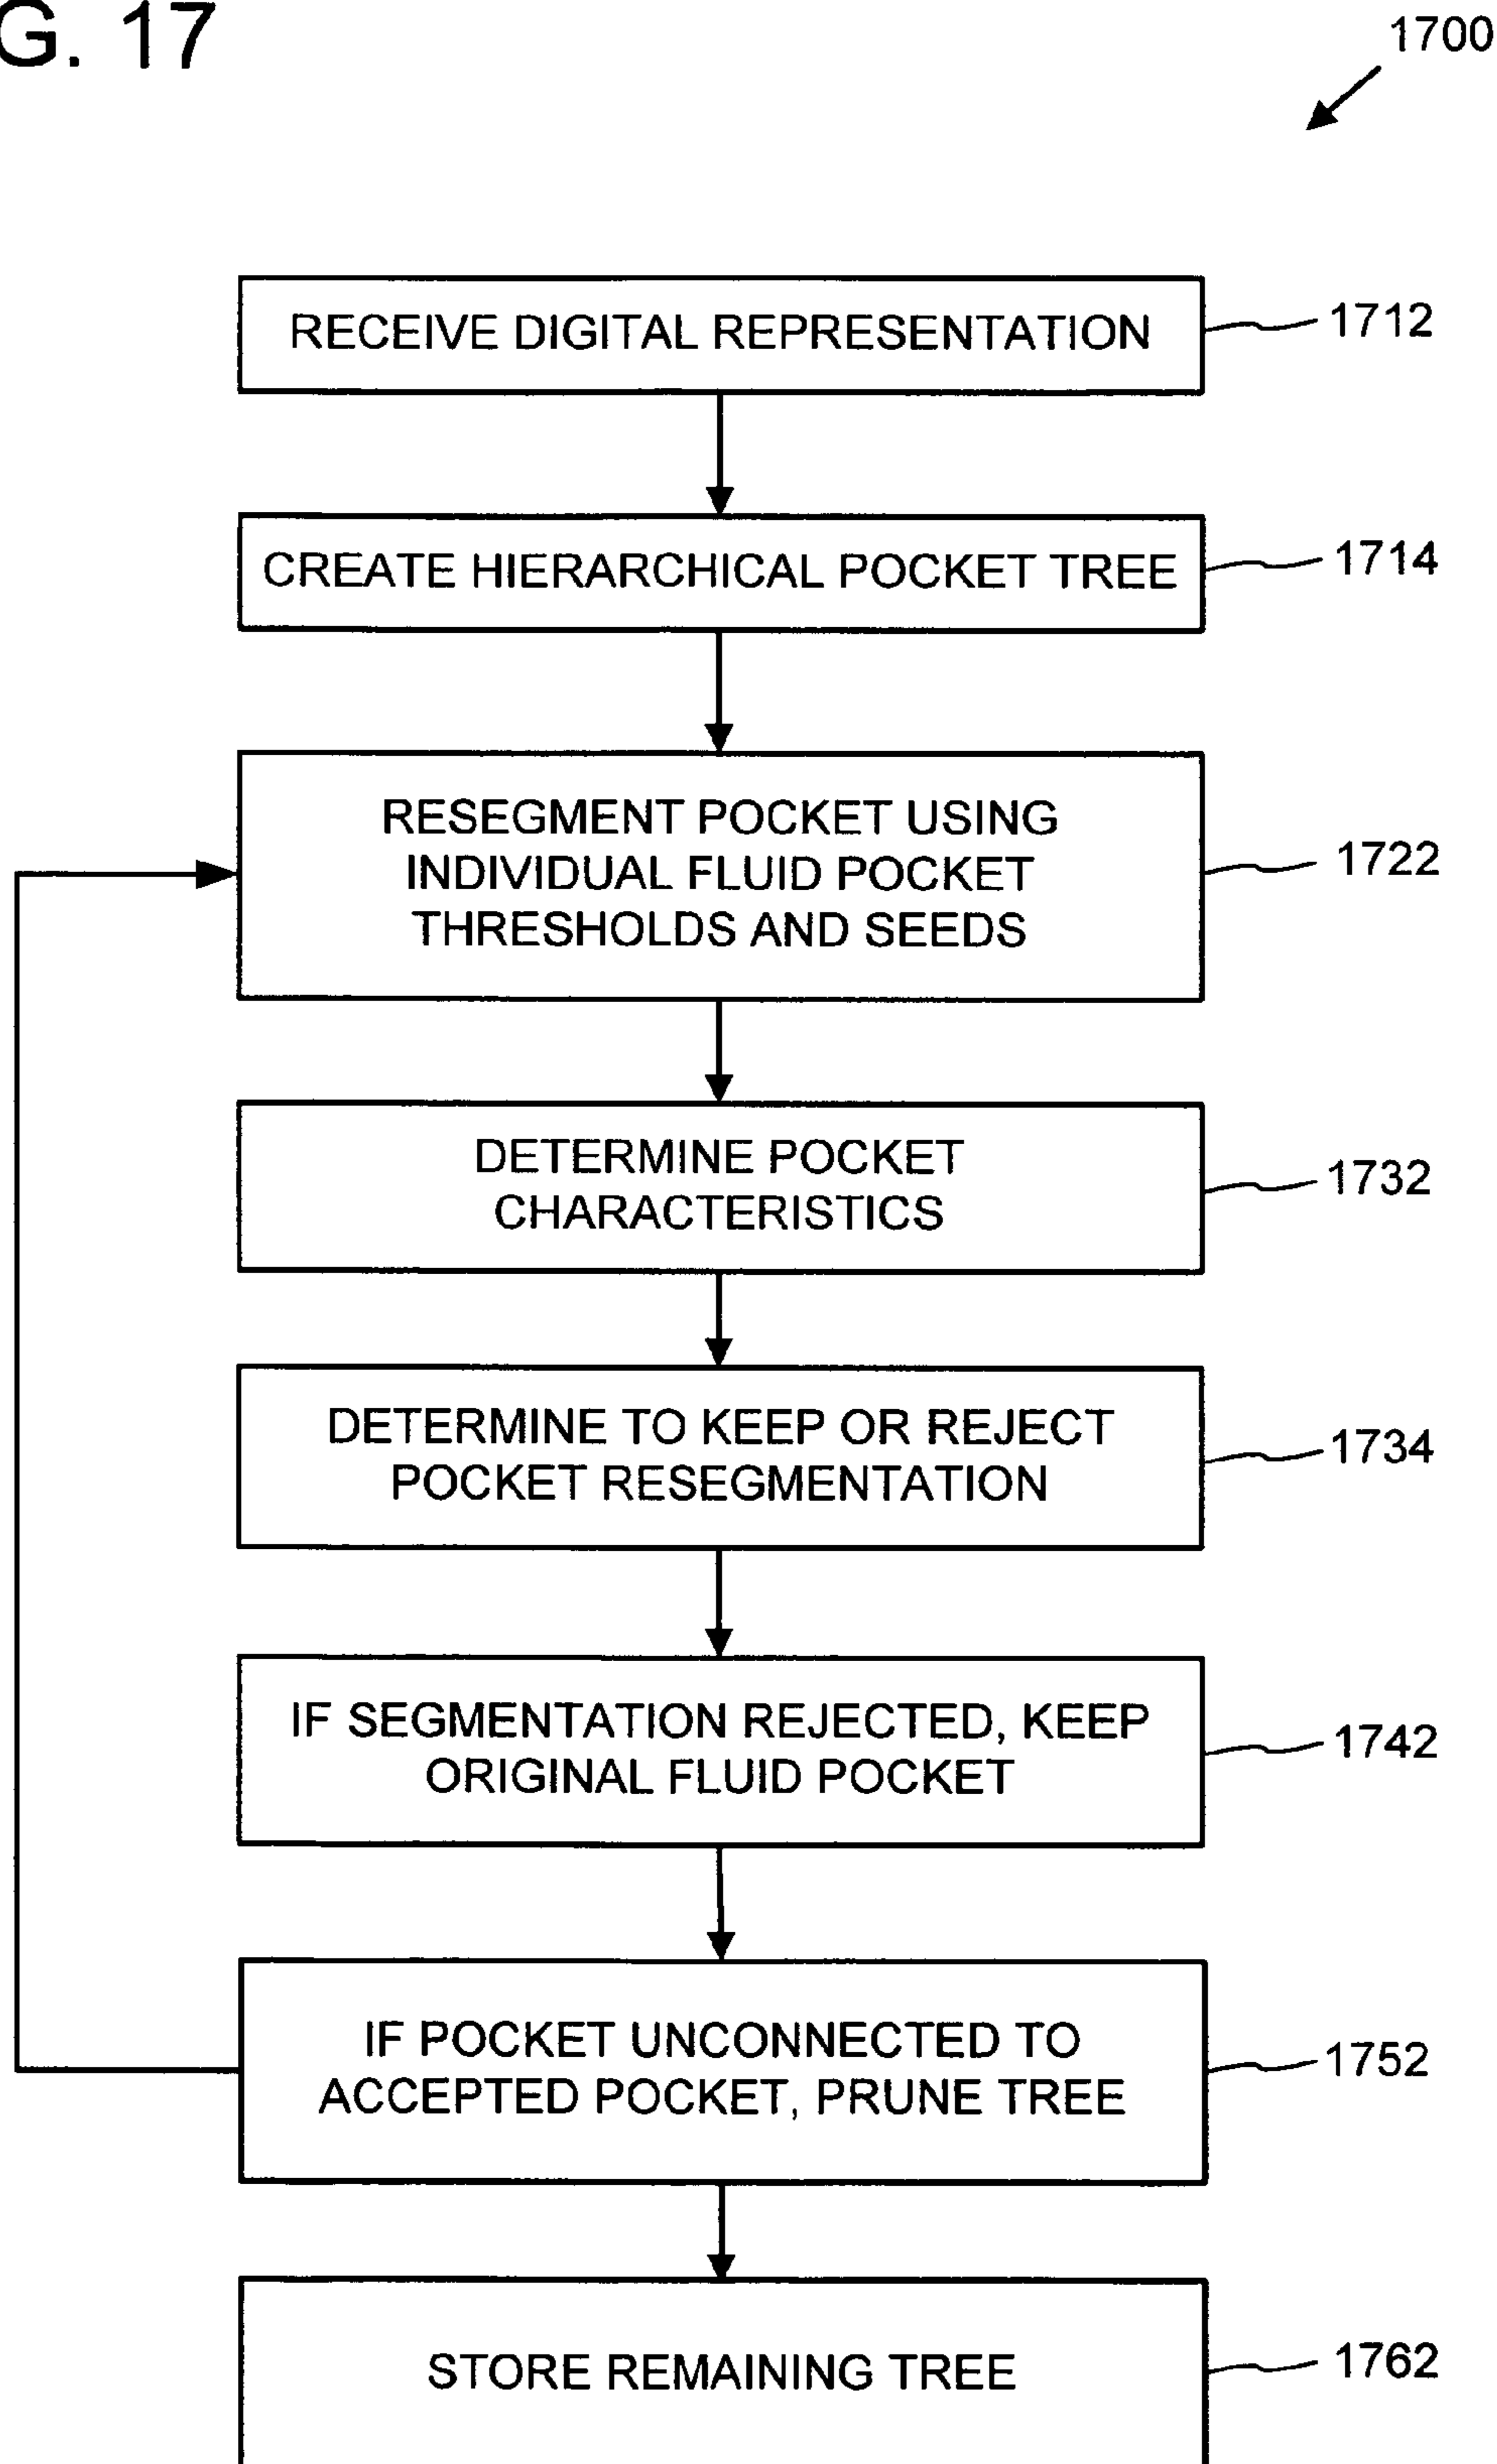 G. 17
1700
RECEIVE DIGITAL REPRESENTATION
1712
CREATE HIERARCHICAL POCKET TREE
1714
RESEGMENT POCKET USING
INDIVIDUAL FLUID POCKET
THRESHOLDS AND SEEDS
1722
DETERMINE POCKET
CHARACTERISTICS
1732
DETERMINE TO KEEP OR REJECT
POCKET RESEGMENTATION
1734
IF SEGMENTATION REJECTED, KEEP
ORIGINAL FLUID POCKET
1742
IF POCKET UNCONNECTED TO
ACCEPTED POCKET, PRUNE TREE
1752
STORE REMAINING TREE
1762